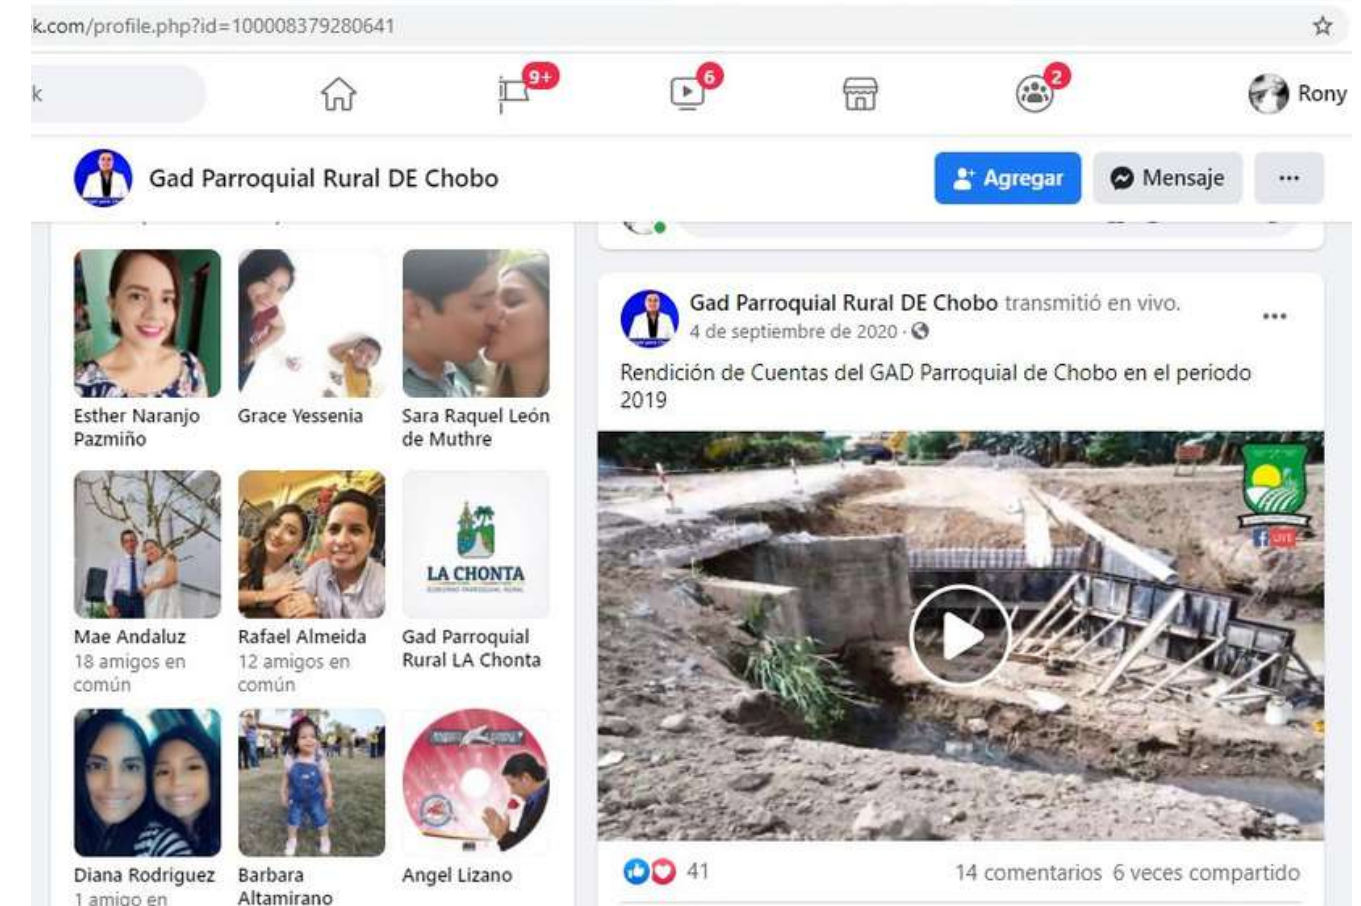 k.com/profile.php?id=100008379280641
k
9+
6
2
Rony
Gad Parroquial Rural DE Chobo
Agregar
Mensaje
Esther Naranjo
Pazmiño
Grace Yessenia
Sara Raquel León
de Muthre
LA CHONTA
Mae Andaluz
18 amigos en
común
Rafael Almeida
12 amigos en
común
Gad Parroquial
Rural LA Chonta
Diana Rodriguez
1 amigo en
Barbara
Altamirano
Angel Lizano
Gad Parroquial Rural DE Chobo transmitió en vivo.
4 de septiembre de 2020 ·
Rendición de Cuentas del GAD Parroquial de Chobo en el periodo
2019
f LIVE
41
14 comentarios 6 veces compartido